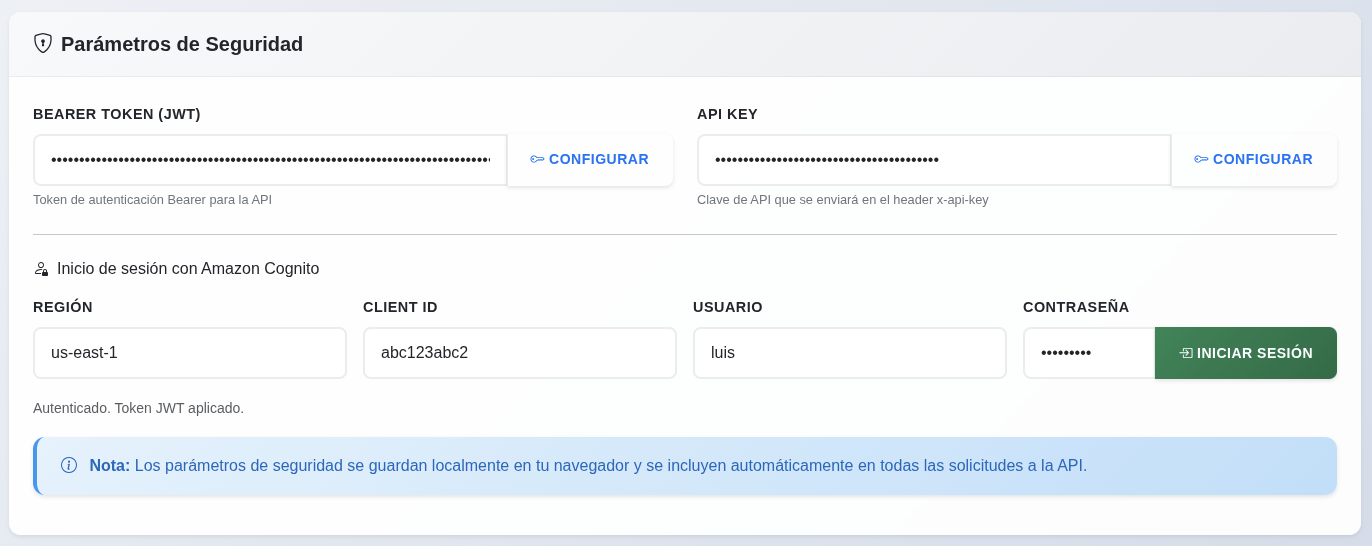 Parámetros de Seguridad
BEARER TOKEN (JWT)
API KEY
••••••••••••••••••••••••••••••••••••••••••••••••••••••••••••••••••••••••••••••
CONFIGURAR
•••••••••••••••••••••••••••••••••••••••
CONFIGURAR
Token de autenticación Bearer para la API
Clave de API que se enviará en el header x-api-key
Inicio de sesión con Amazon Cognito
REGIÓN
CLIENT ID
USUARIO
CONTRASEÑA
us-east-1
abc123abc2
luis
•••••••••
INICIAR SESIÓN
Autenticado. Token JWT aplicado.
Nota: Los parámetros de seguridad se guardan localmente en tu navegador y se incluyen automáticamente en todas las solicitudes a la API.